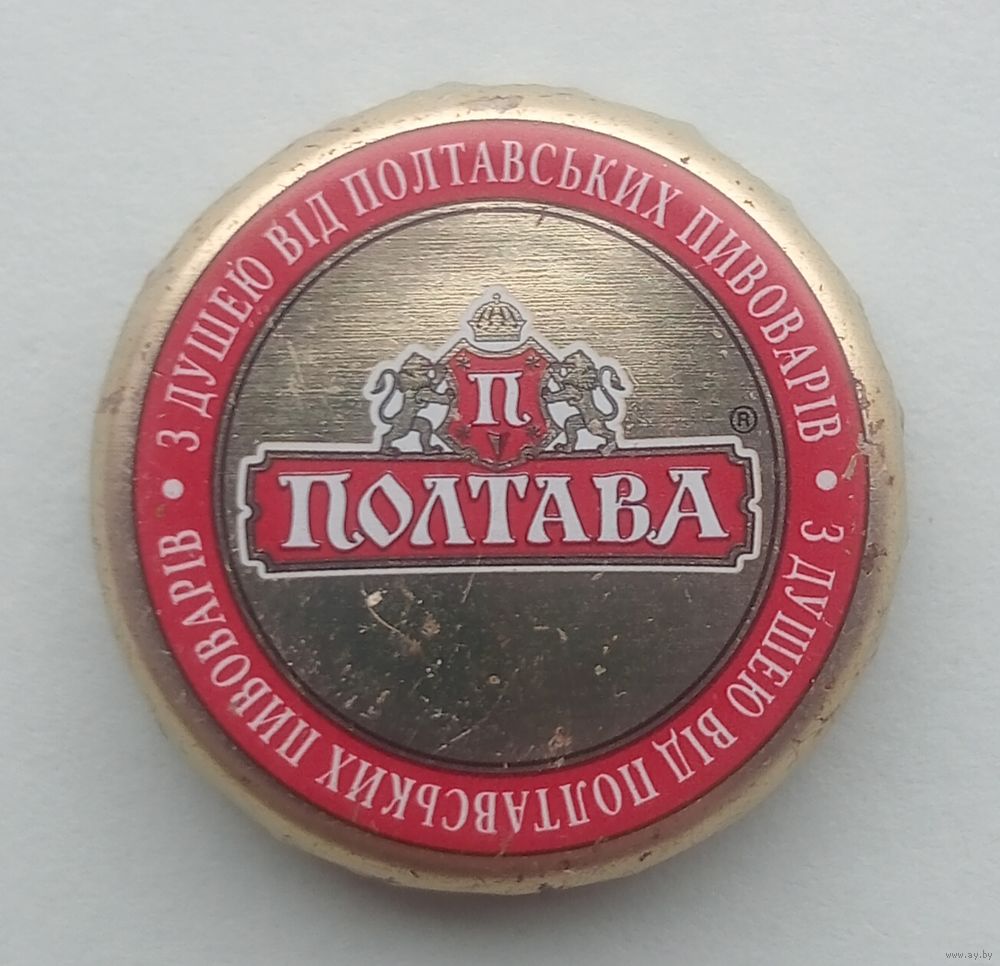 З ДУШЕЮ ВІД ПОЛТАВСЬКИХ ПИВОВАРІВ •
З ДУШЕЮ ВІД ПОЛТАВСЬКИХ ПИВОВАРІВ •
П
®
ПОЛТАВА
www.ay.by